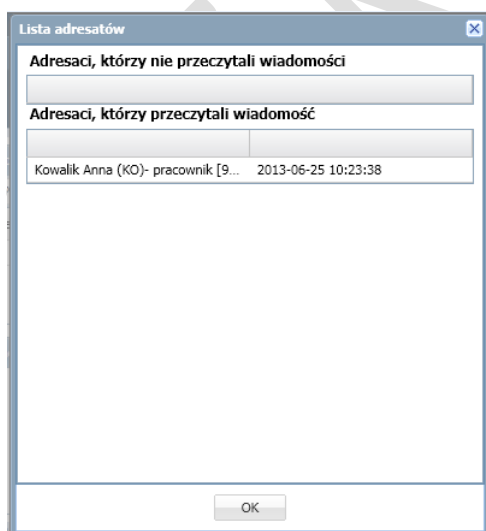 Lista adresatów
Adresaci, którzy nie przeczytali wiadomości
Adresaci, którzy przeczytali wiadomość
Kowalik Anna (KO)- pracownik [9... 2013-06-25 10:23:38
OK